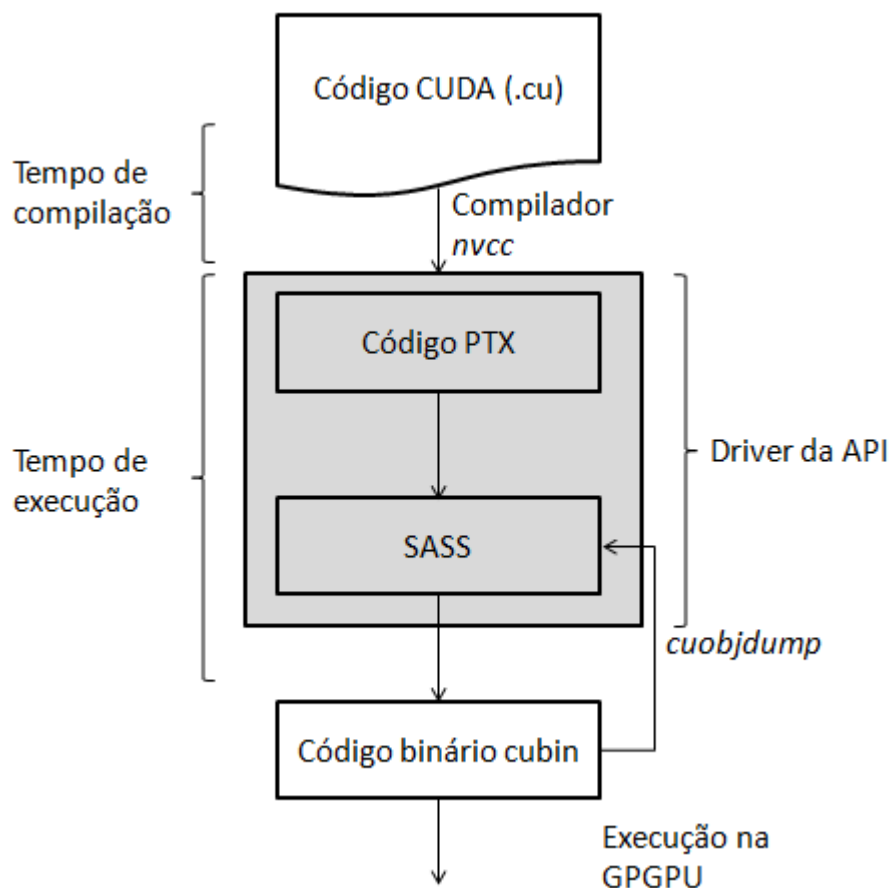 Código CUDA (.cu)
Tempo de
compilação
Compilador
nvcc
Código PTX
Tempo de
execução
Driver da API
SASS
cuobjdump
Código binário cubin
Execução na
GPGPU